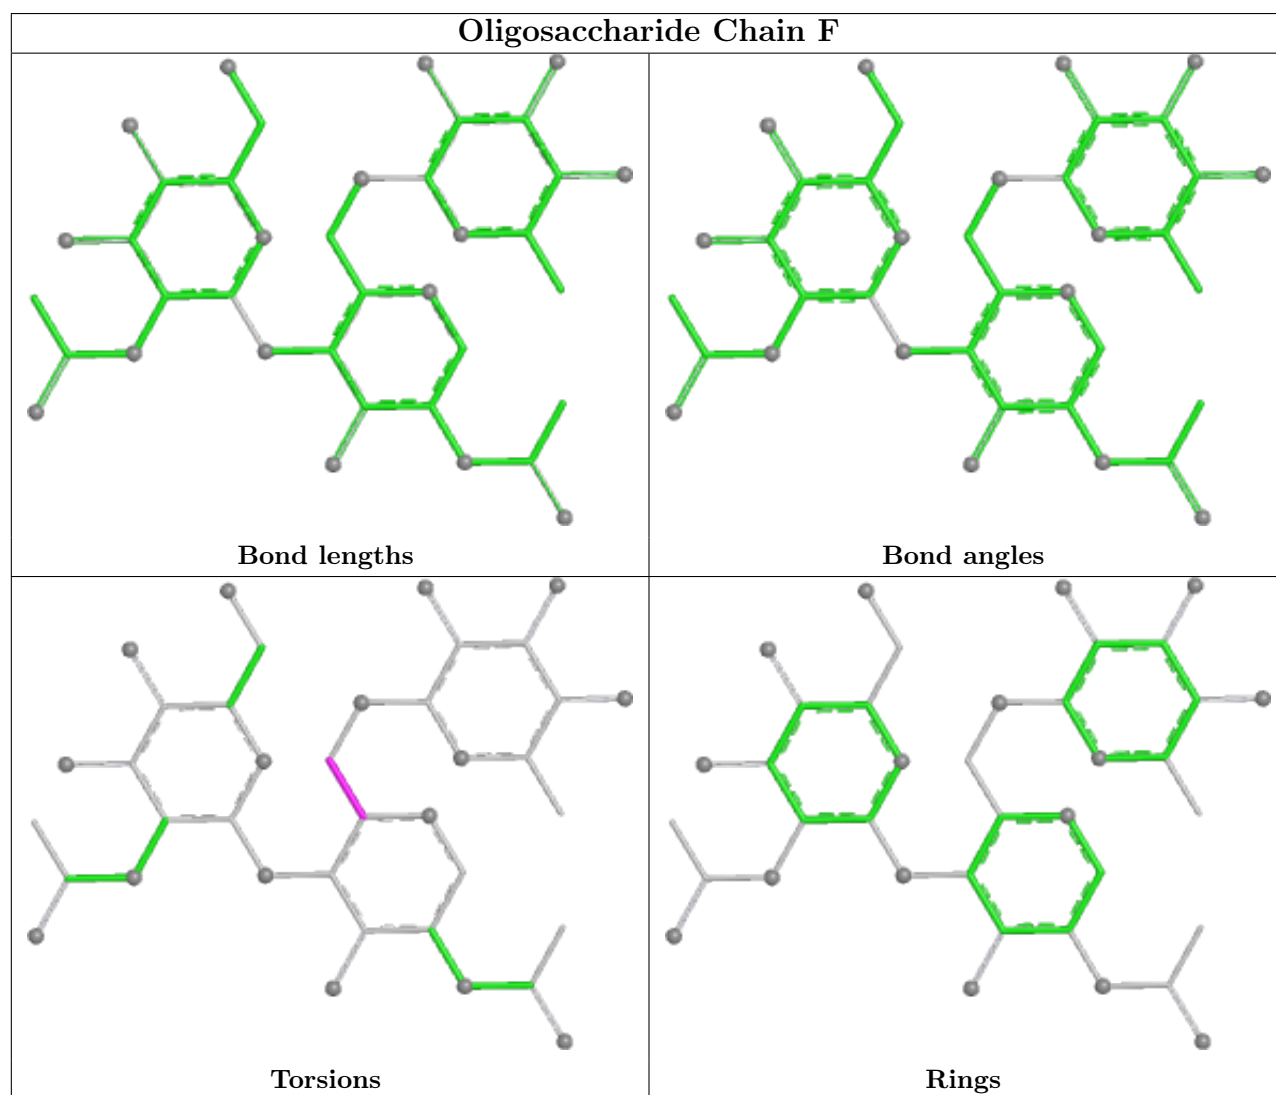 Oligosaccharide Chain F
Bond lengths
Bond angles
Torsions
Rings